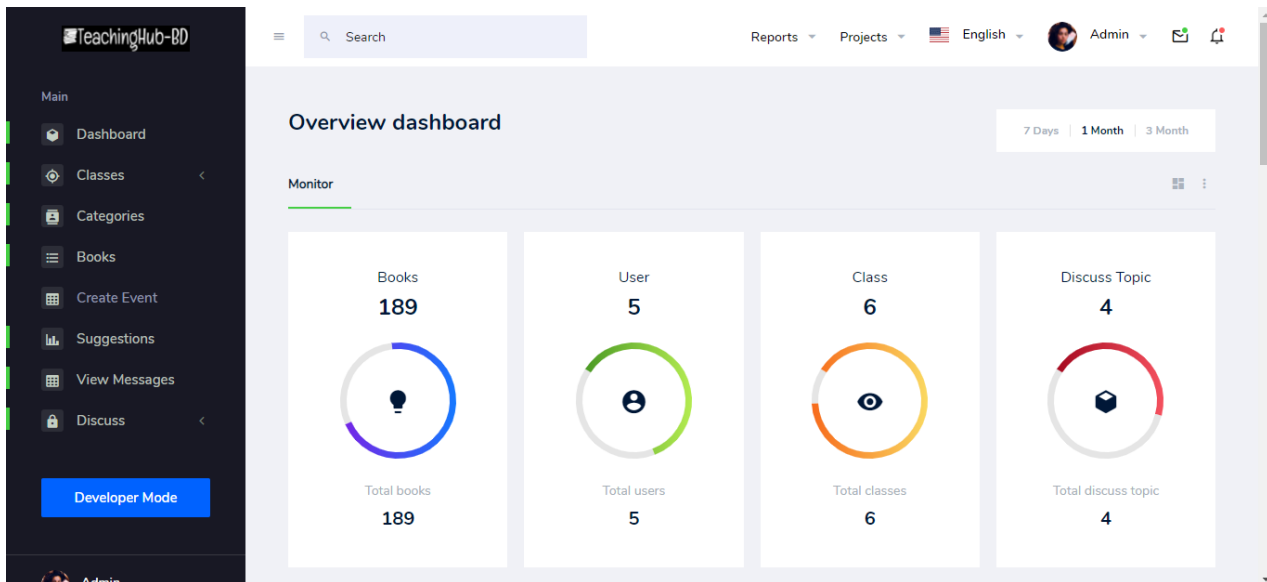 TeachingHub-BD
Search
Reports
Projects
English
Admin
Main
Dashboard
Classes
Categories
Books
Create Event
Suggestions
View Messages
Discuss
Developer Mode
Admin
Overview dashboard
7 Days
1 Month
3 Month
Monitor
Books
189
Total books
189
User
5
Total users
5
Class
6
Total classes
6
Discuss Topic
4
Total discuss topic
4